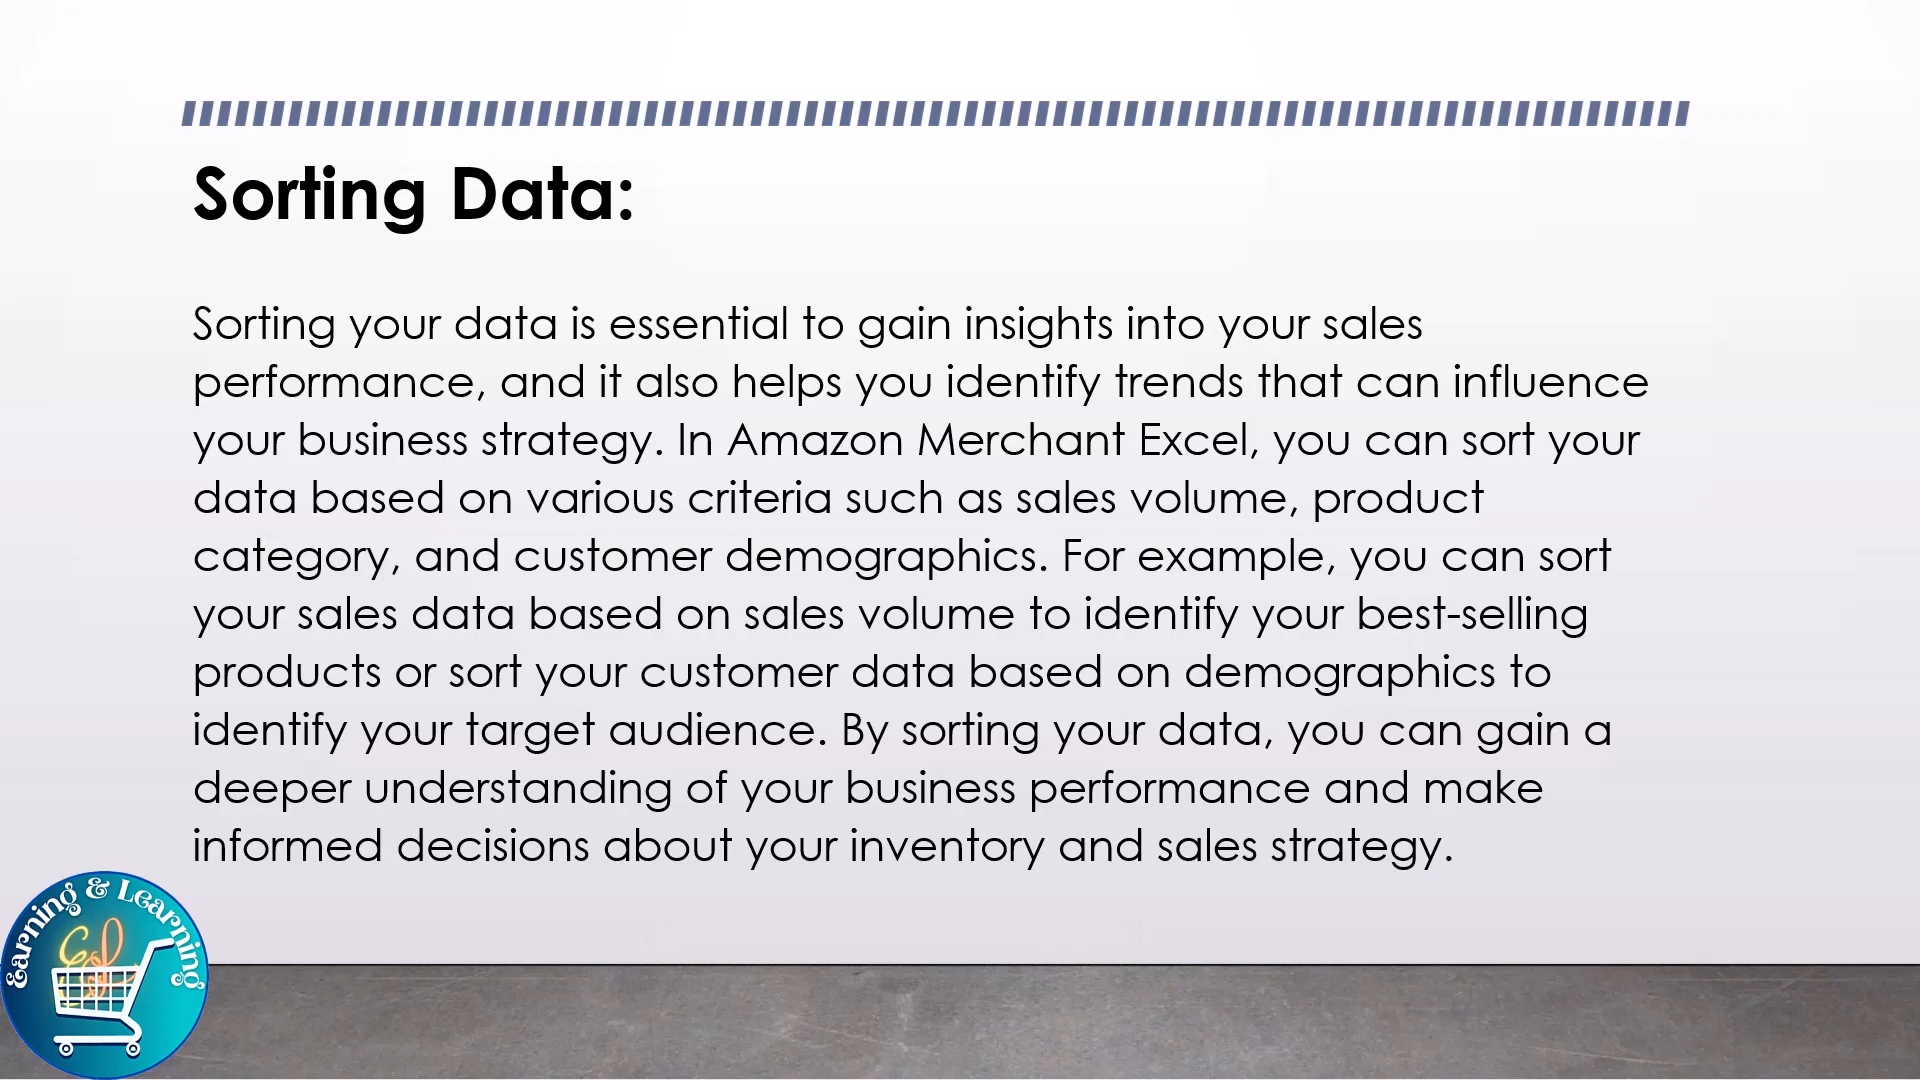 Sorting Data:
Sorting your data is essential to gain insights into your sales
performance, and it also helps you identify trends that can influence
your business strategy. In Amazon Merchant Excel, you can sort your
data based on various criteria such as sales volume, product
category, and customer demographics. For example, you can sort
your sales data based on sales volume to identify your best-selling
products or sort your customer data based on demographics to
identify your target audience. By sorting your data, you can gain a
deeper understanding of your business performance and make
informed decisions about your inventory and sales strategy.
Earning & Learning